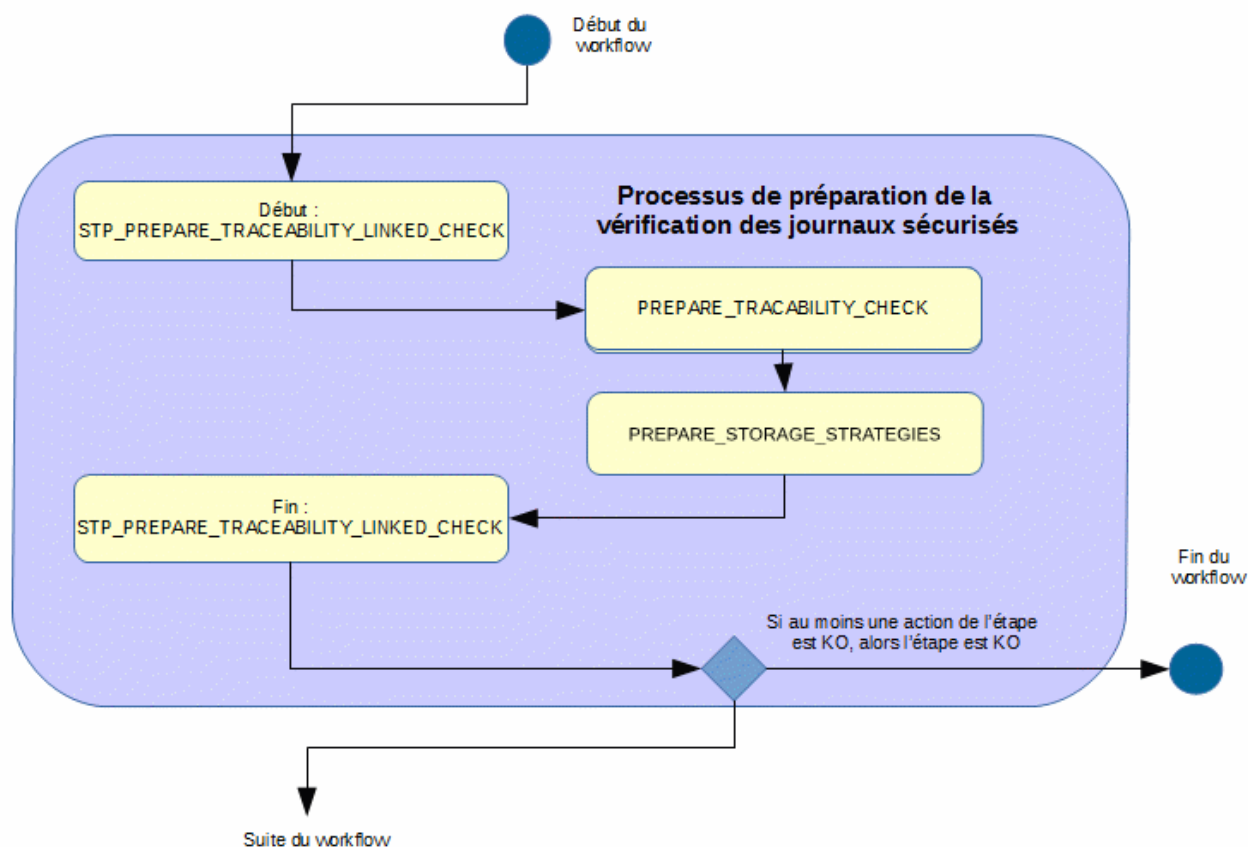 Début du
workflow
Processus de préparation de la
vérification des journaux sécurisés
Début :
STP_PREPARE_TRACEABILITY_LINKED_CHECK
PREPARE_TRACABILITY_CHECK
PREPARE_STORAGE_STRATEGIES
Fin :
STP_PREPARE_TRACEABILITY_LINKED_CHECK
Si au moins une action de l'étape
est KO, alors l'étape est KO
Fin du
workflow
Suite du workflow